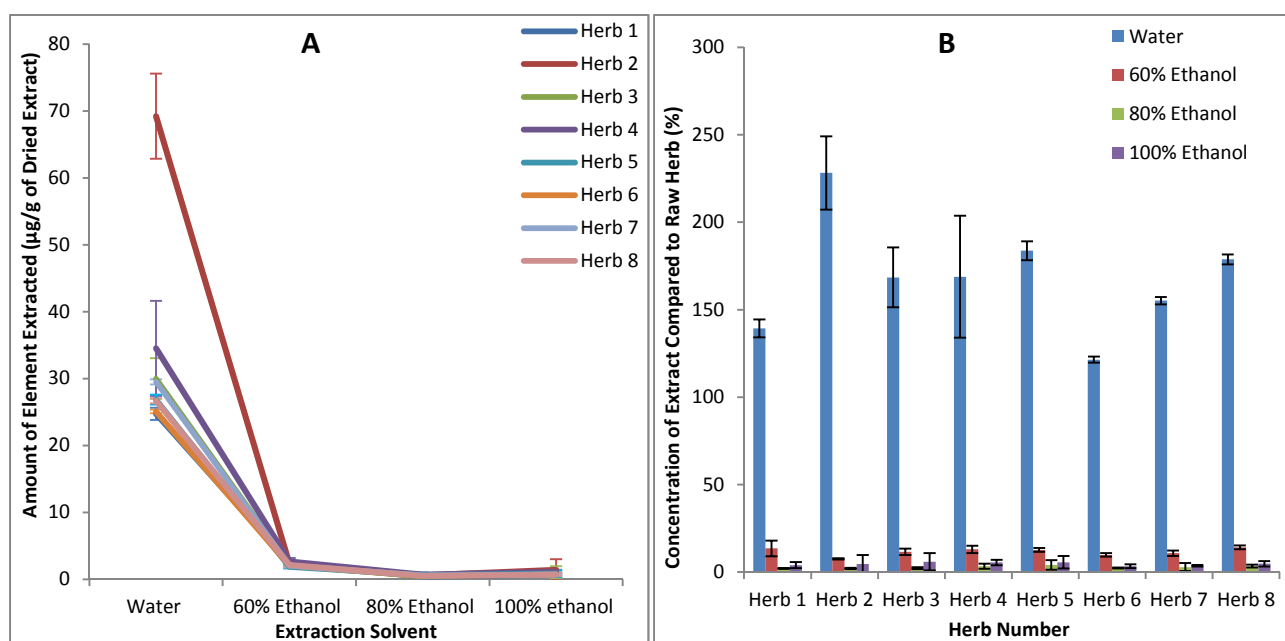 A
Amount of Element Extracted (µg/g of Dried Extract)
80
70
60
50
40
30
20
10
0
Water
60% Ethanol
80% Ethanol
100% ethanol
Extraction Solvent
Herb 1
Herb 2
Herb 3
Herb 4
Herb 5
Herb 6
Herb 7
Herb 8
B
Concentration of Extract Compared to Raw Herb (%)
300
250
200
150
100
50
0
Herb 1
Herb 2
Herb 3
Herb 4
Herb 5
Herb 6
Herb 7
Herb 8
Herb Number
Water
60% Ethanol
80% Ethanol
100% Ethanol